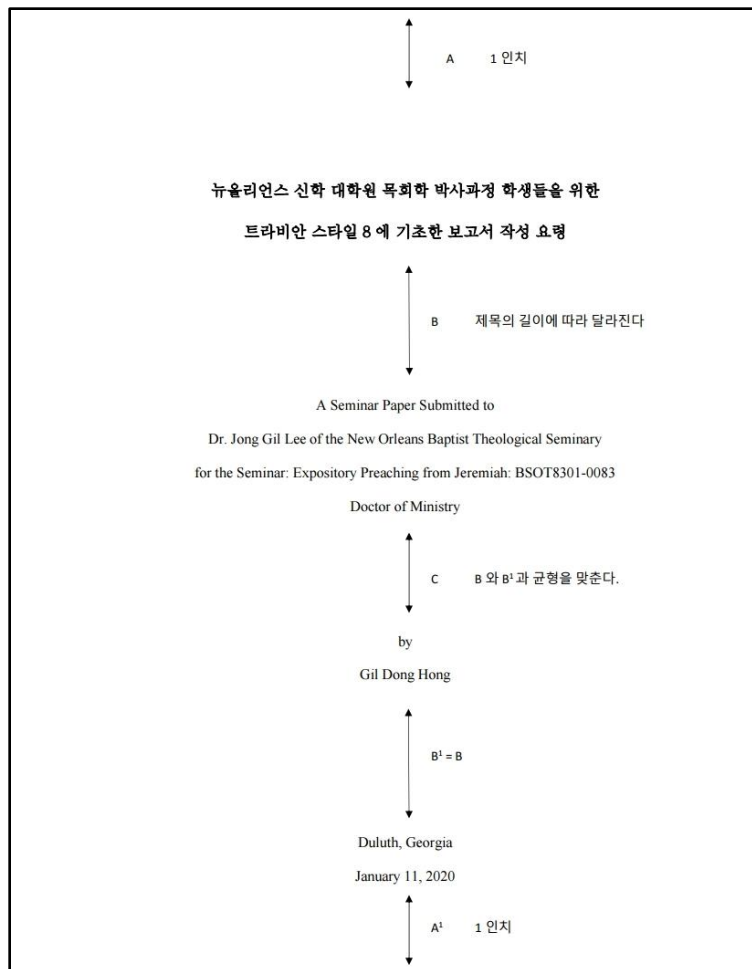 A 1 인치
뉴올리언스 신학 대학원 목회학 박사과정 학생들을 위한
트라비안 스타일 8 에 기초한 보고서 작성 요령
B 제목의 길이에 따라 달라진다
A Seminar Paper Submitted to
Dr. Jong Gil Lee of the New Orleans Baptist Theological Seminary
for the Seminar: Expository Preaching from Jeremiah: BSOT8301-0083
Doctor of Ministry
C B 와 B¹ 과 균형을 맞춘다.
by
Gil Dong Hong
B¹ = B
Duluth, Georgia
January 11, 2020
A¹ 1 인치